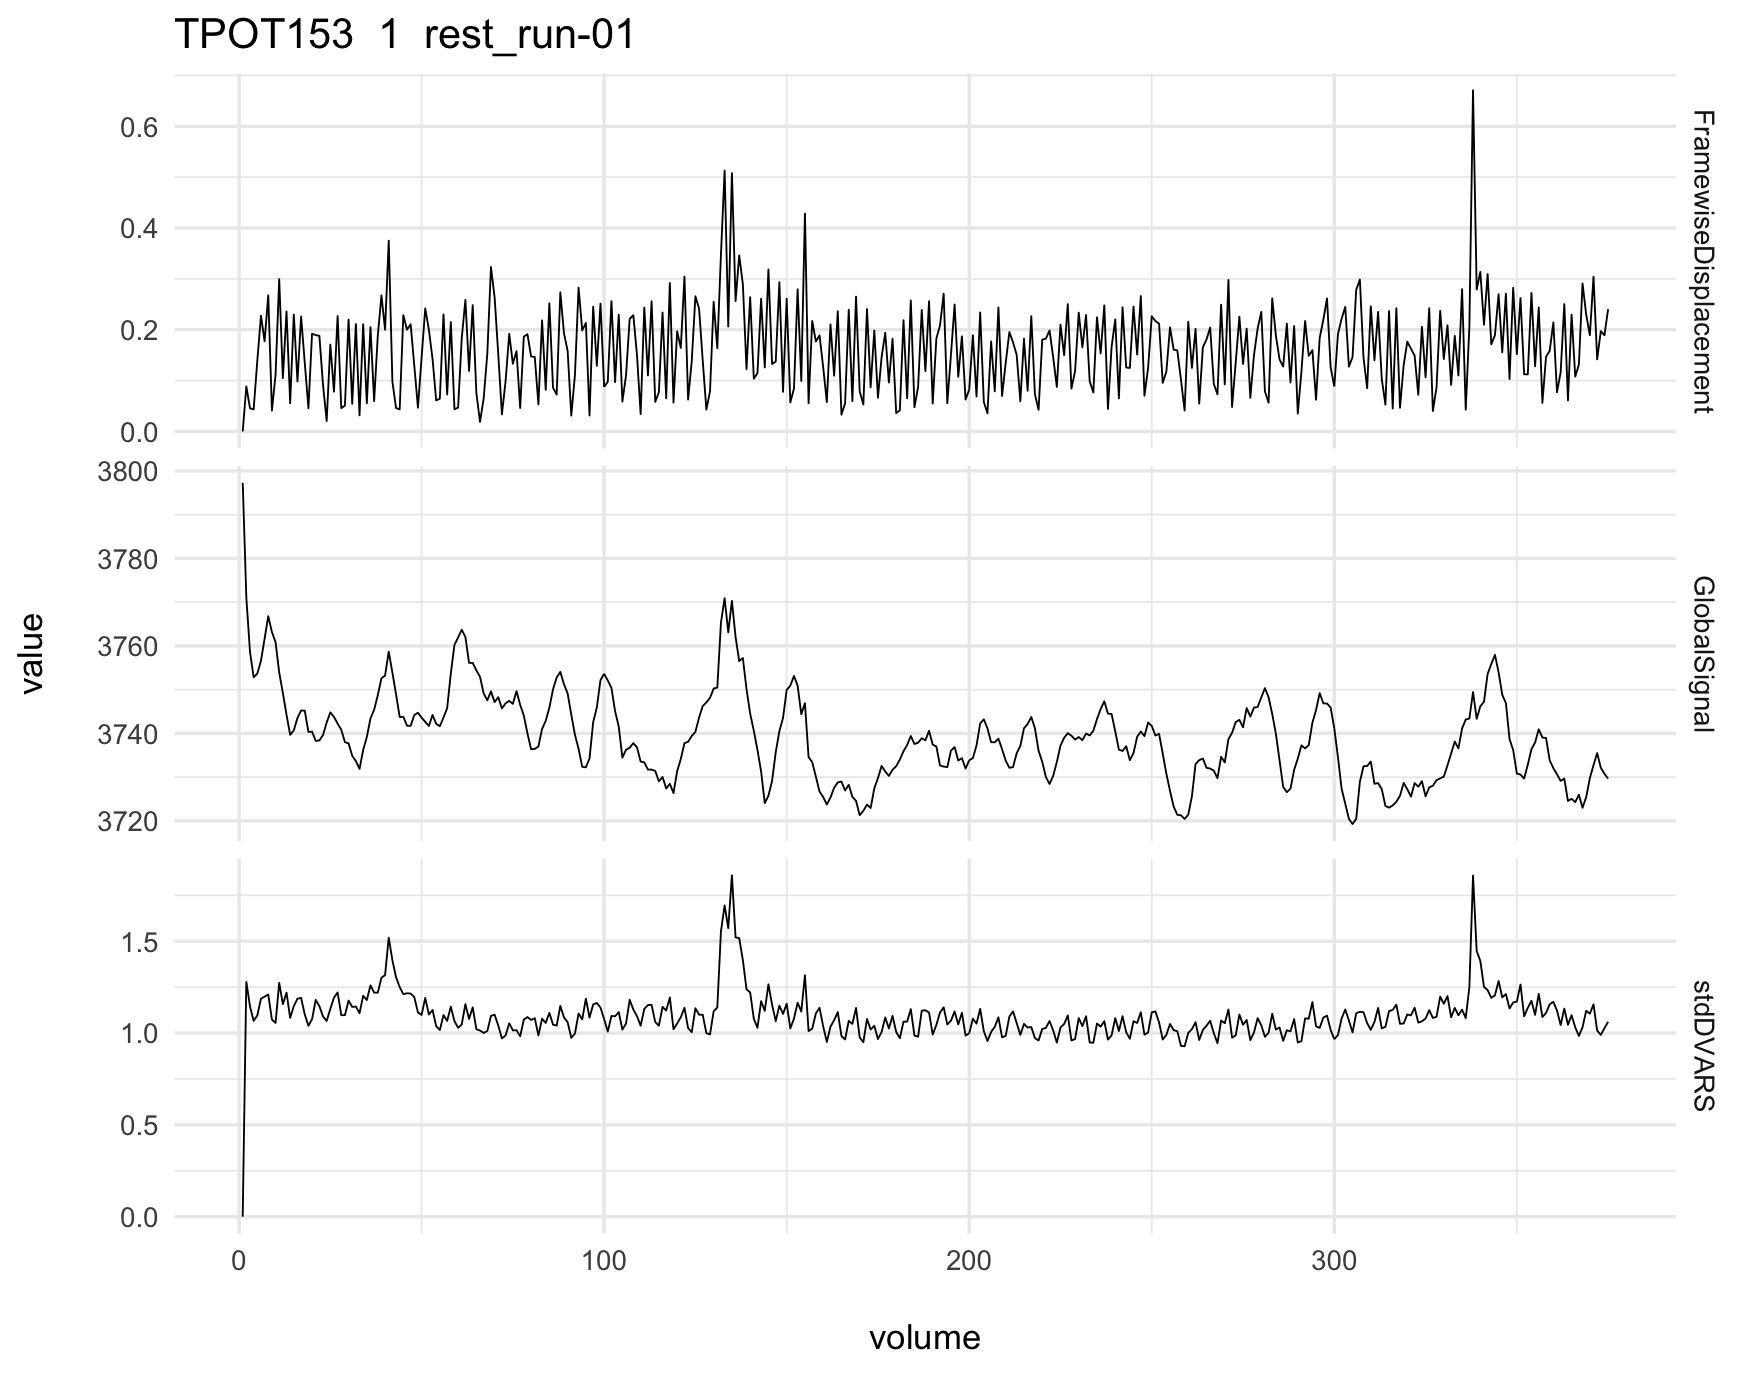 TPOT153 1 rest_run-01
0.6
0.4
0.2
0.0
FramewiseDisplacement
3800
3780
3760
3740
3720
GlobalSignal
value
1.5
1.0
0.5
0.0
stdDVARS
0 100 200 300
volume